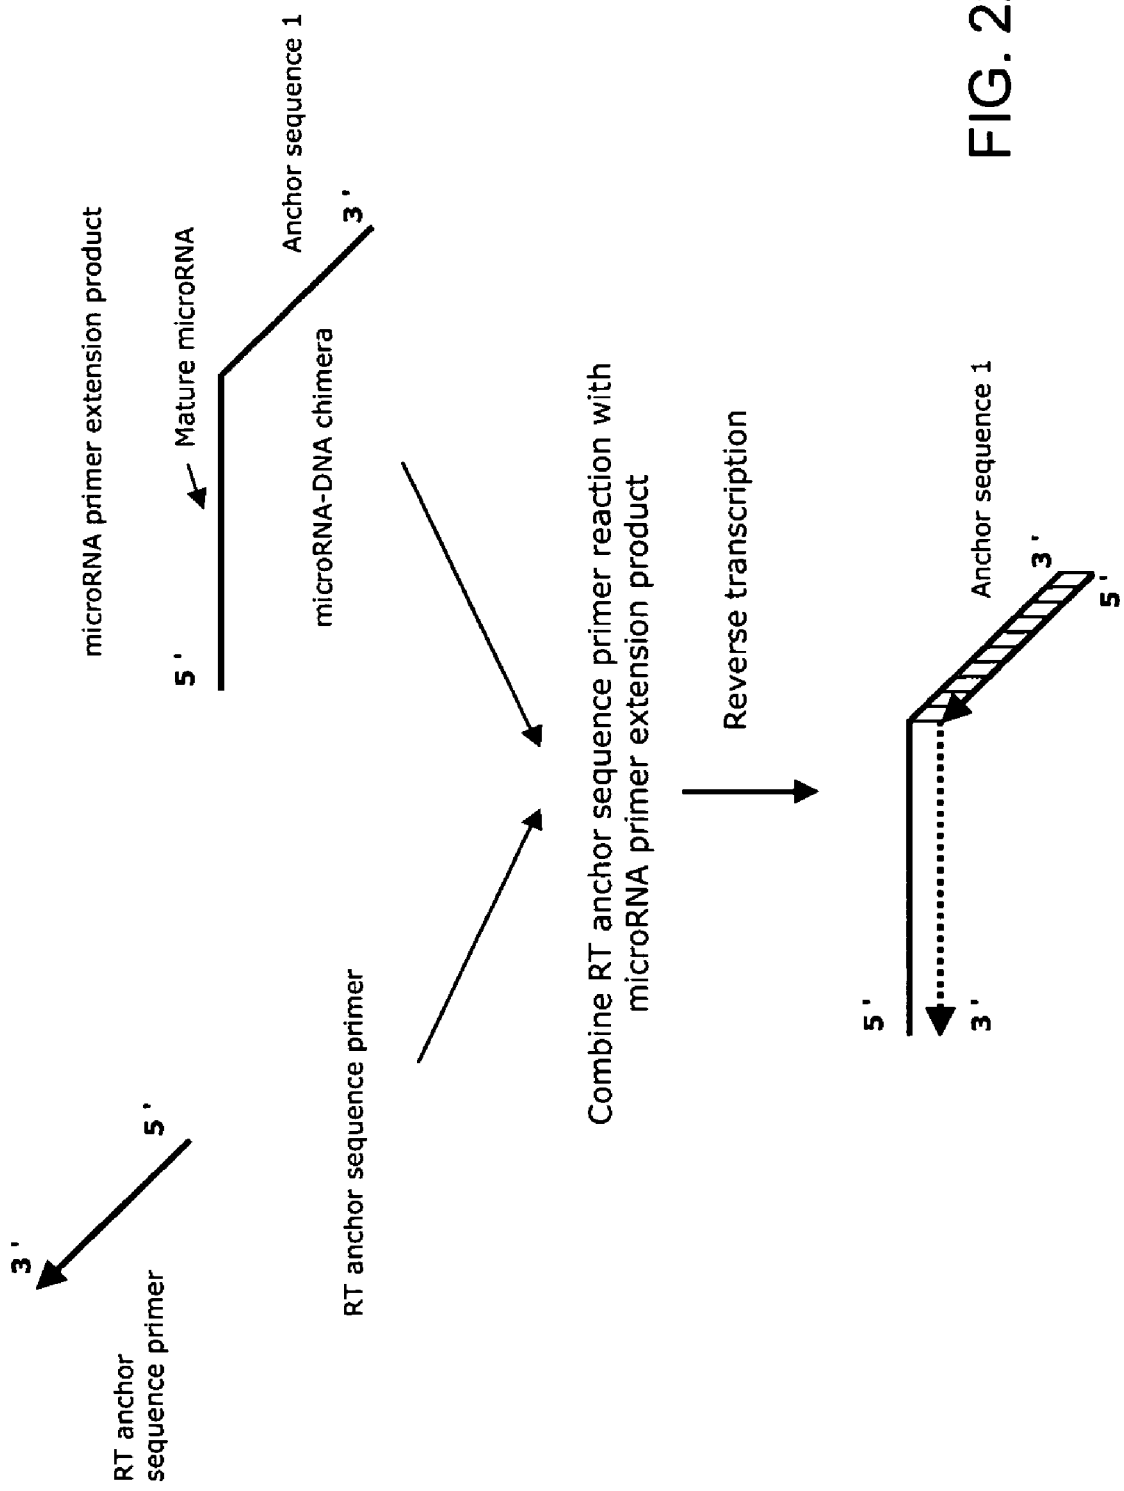 microRNA primer extension product
3'
5'
RT anchor
sequence primer
5'
Mature microRNA
Anchor sequence 1
3'
microRNA-DNA chimera
RT anchor sequence primer
Combine RT anchor sequence primer reaction with
microRNA primer extension product
Reverse transcription
5'
3'
Anchor sequence 1
3'
5'
FIG. 2